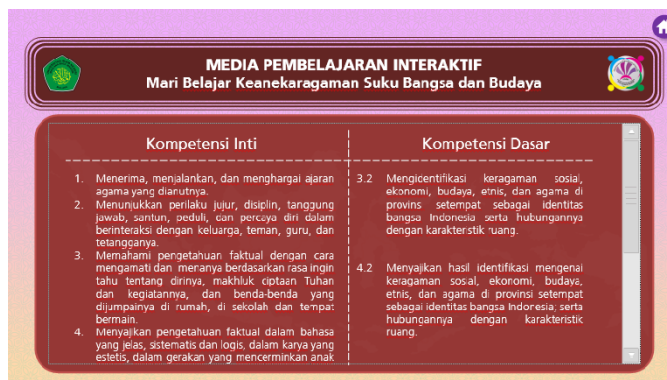 MEDIA PEMBELAJARAN INTERAKTIF
Mari Belajar Keanekaragaman Suku Bangsa dan Budaya
Kompetensi Inti
1. Menerima, menjalankan, dan menghargai ajaran
agama yang dianutnya.
2. Menunjukkan perilaku jujur, disiplin, tanggung
jawab, santun, peduli, dan percaya diri dalam
berinteraksi dengan keluarga, teman, guru, dan
tetangganya.
3. Memahami pengetahuan faktual dengan cara
mengamati dan menanya berdasarkan rasa ingin
tahu tentang dirinya, makhluk ciptaan Tuhan
dan kegiatannya, dan benda-benda yang
dijumpainya di rumah, di sekolah dan tempat
bermain.
4. Menyajikan pengetahuan faktual dalam bahasa
yang jelas, sistematis dan logis, dalam karya yang
estetis, dalam gerakan yang mencerminkan anak
Kompetensi Dasar
3.2 Mengidentifikasi keragaman sosial,
ekonomi, budaya, etnis, dan agama di
provins setempat sebagai identitas
bangsa Indonesia serta hubungannya
dengan karakteristik ruang.
4.2 Menyajikan hasil identifikasi mengenai
keragaman sosial, ekonomi, budaya,
etnis, dan agama di provinsi setempat
sebagai identitas bangsa Indonesia; serta
hubungannya dengan karakteristik
ruang.